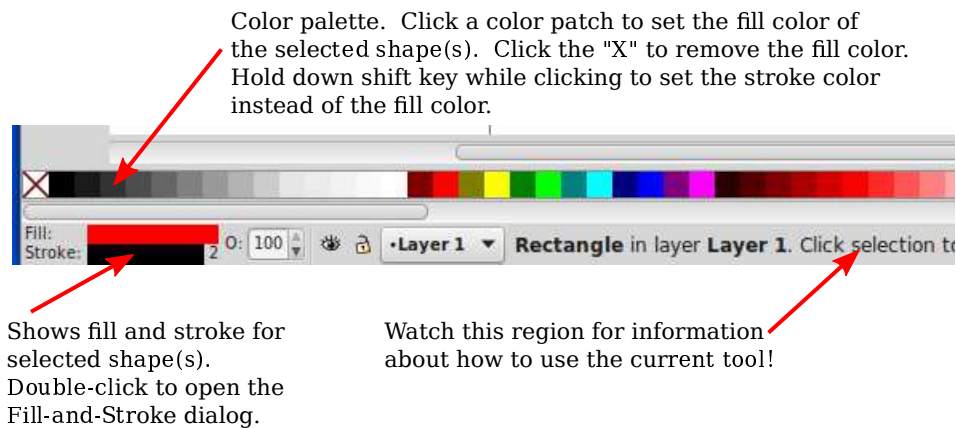 Color palette.  Click a color patch to set the fill color of
the selected shape(s).  Click the "X" to remove the fill color.
Hold down shift key while clicking to set the stroke color
instead of the fill color.
Fill:
Stroke: 2 O: 100 •Layer 1 Rectangle in layer Layer 1. Click selection to
Shows fill and stroke for
selected shape(s).
Double-click to open the
Fill-and-Stroke dialog.
Watch this region for information
about how to use the current tool!